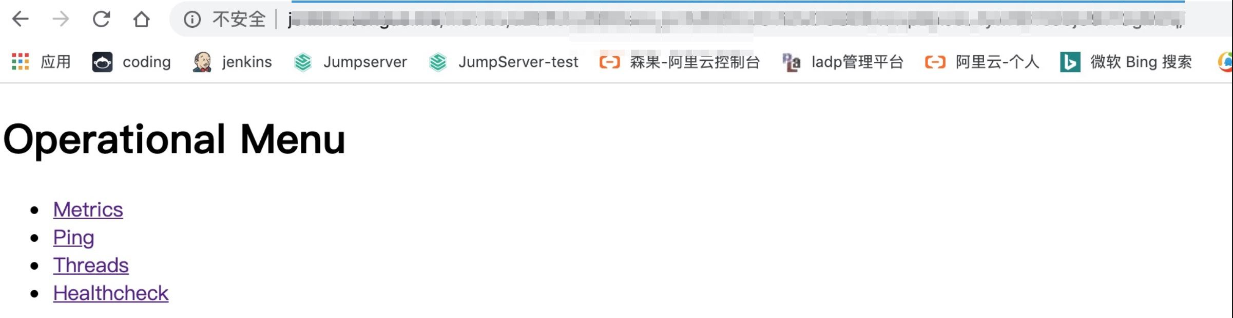 不安全
应用 coding jenkins Jumpserver JumpServer-test 森果-阿里云控制台 ladp管理平台 阿里云-个人 微软 Bing 搜索
Operational Menu
Metrics
Ping
Threads
Healthcheck